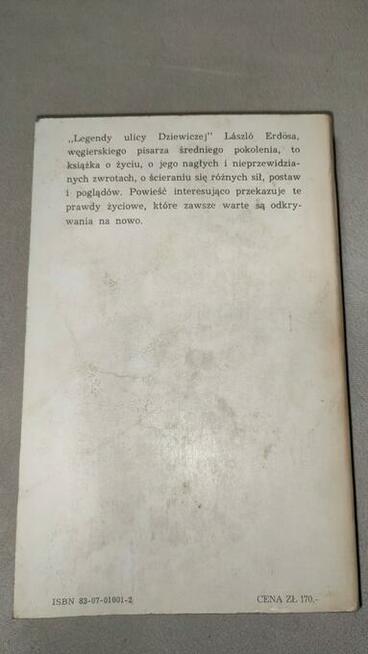 „Legendy ulicy Dziewiczej” László Erdösa,
węgierskiego pisarza średniego pokolenia, to
książka o życiu, o jego nagłych i nieprzewidzia-
nych zwrotach, o ścieraniu się różnych sił, postaw
i poglądów. Powieść interesująco przekazuje te
prawdy życiowe, które zawsze warte są odkry-
wania na nowo.
ISBN 83-07-01001-2
CENA ZŁ 170,-